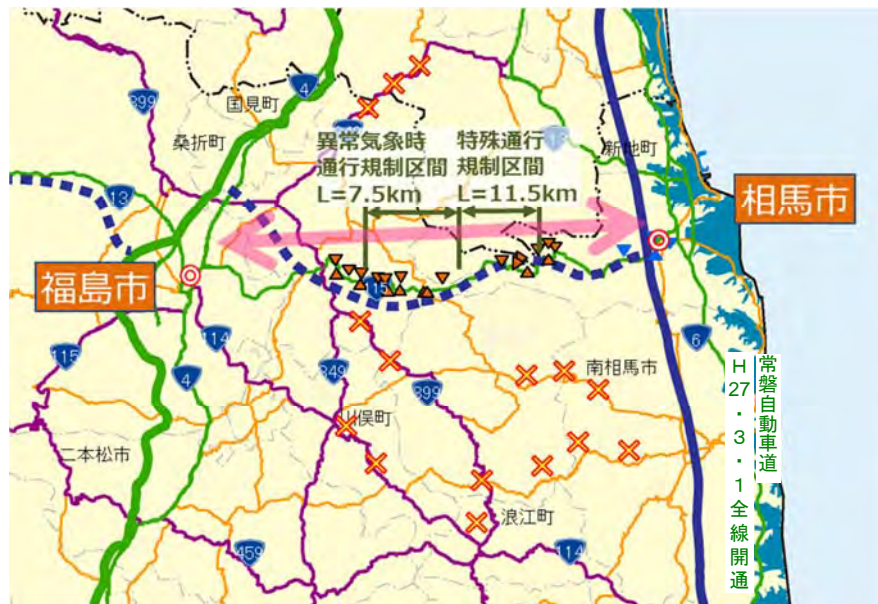 399
4
国見町
桑折町
異常気象時
通行規制区間
L=7.5km
特殊通行
規制区間
L=11.5km
新地町
相馬市
13
福島市
115
115
114
4
349
399
6
南相馬市
川俣町
二本松市
浪江町
459
114
常磐自動車道
H27・3・1全線開通